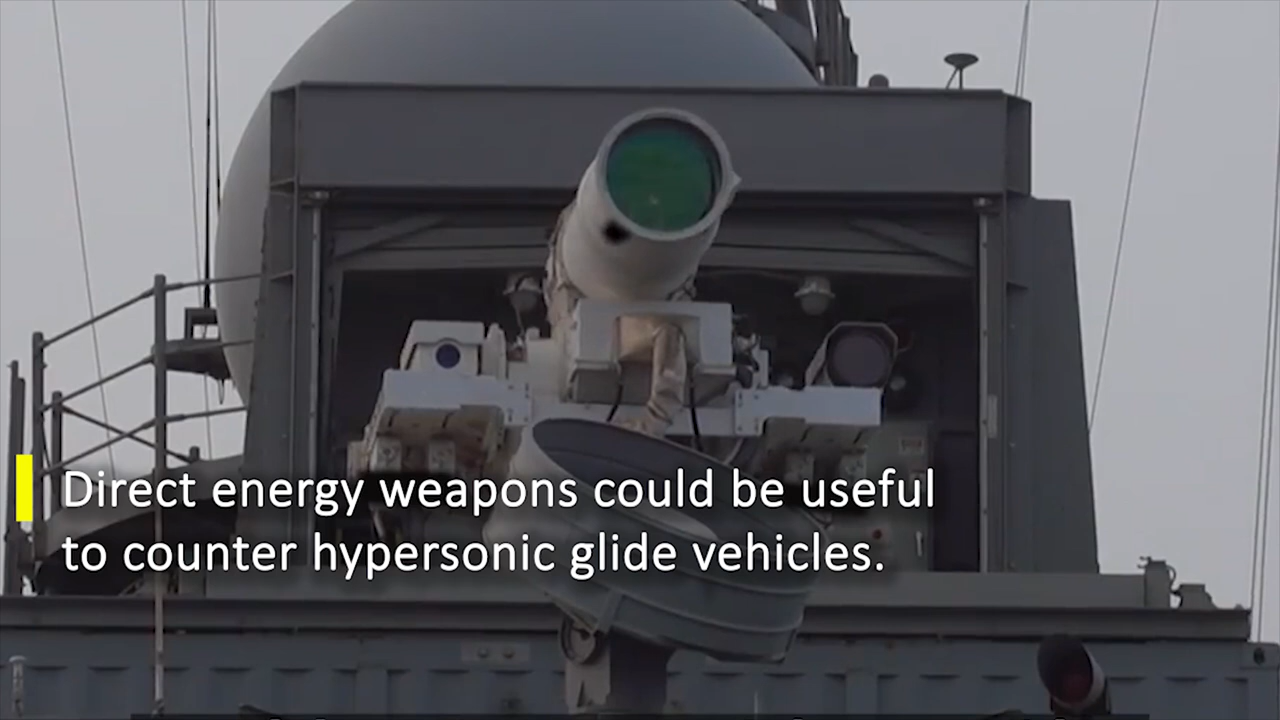 Direct energy weapons could be useful
to counter hypersonic glide vehicles.